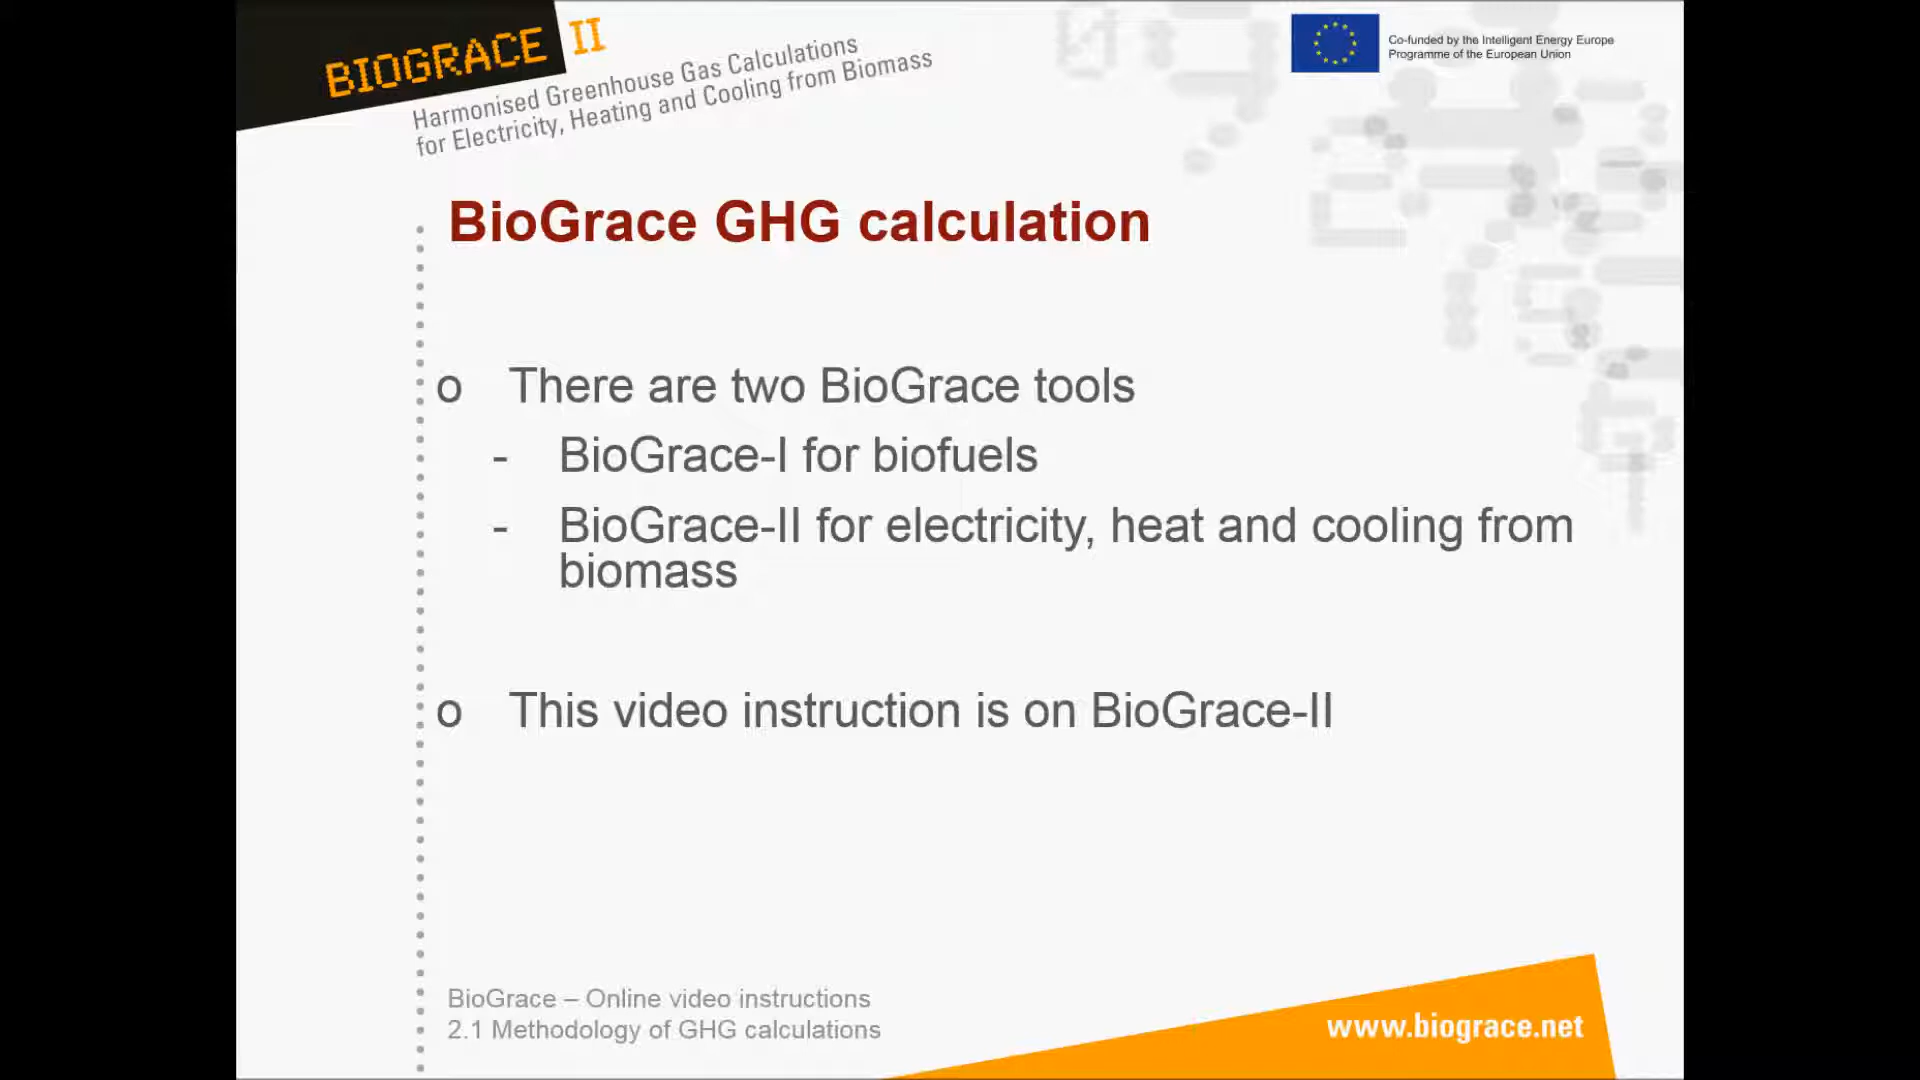 BIOGRACE II
Harmonised Greenhouse Gas Calculations
for Electricity, Heating and Cooling from Biomass
Co-funded by the Intelligent Energy Europe
Programme of the European Union
BioGrace GHG calculation
o There are two BioGrace tools
- BioGrace-I for biofuels
- BioGrace-II for electricity, heat and cooling from
biomass
o This video instruction is on BioGrace-II
BioGrace – Online video instructions
2.1 Methodology of GHG calculations
www.biograce.net